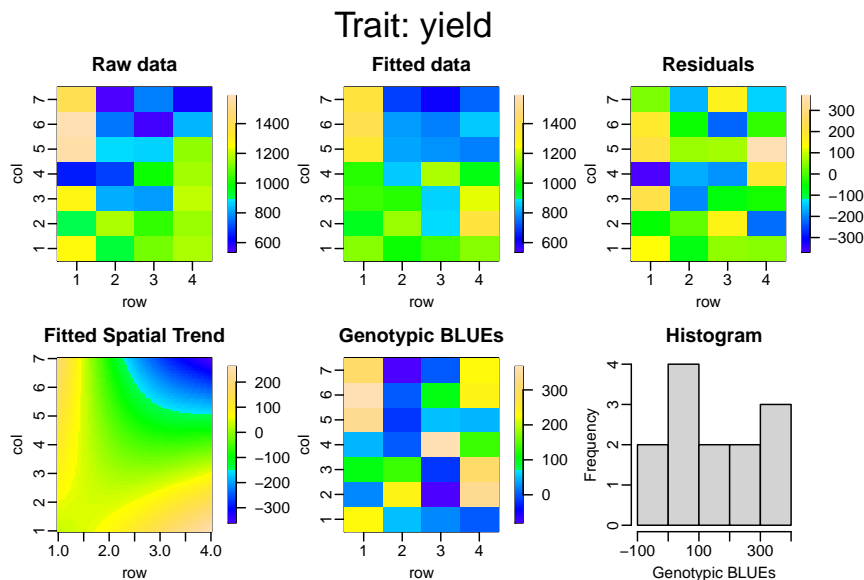 Trait: yield
Raw data
Fitted data
Residuals
col
1 2 3 4 5 6 7
1 2 3 4
row
600 800 1000 1200 1400
col
1 2 3 4 5 6 7
1 2 3 4
row
600 800 1000 1200 1400
col
1 2 3 4 5 6 7
1 2 3 4
row
−300 −200 −100 0 100 200 300
Fitted Spatial Trend
Genotypic BLUEs
Histogram
col
1 2 3 4 5 6 7
1.0 2.0 3.0 4.0
row
−300 −200 −100 0 100 200
col
1 2 3 4 5 6 7
1 2 3 4
row
0 100 200 300
Frequency
0 1 2 3 4
−100 100 300
Genotypic BLUEs